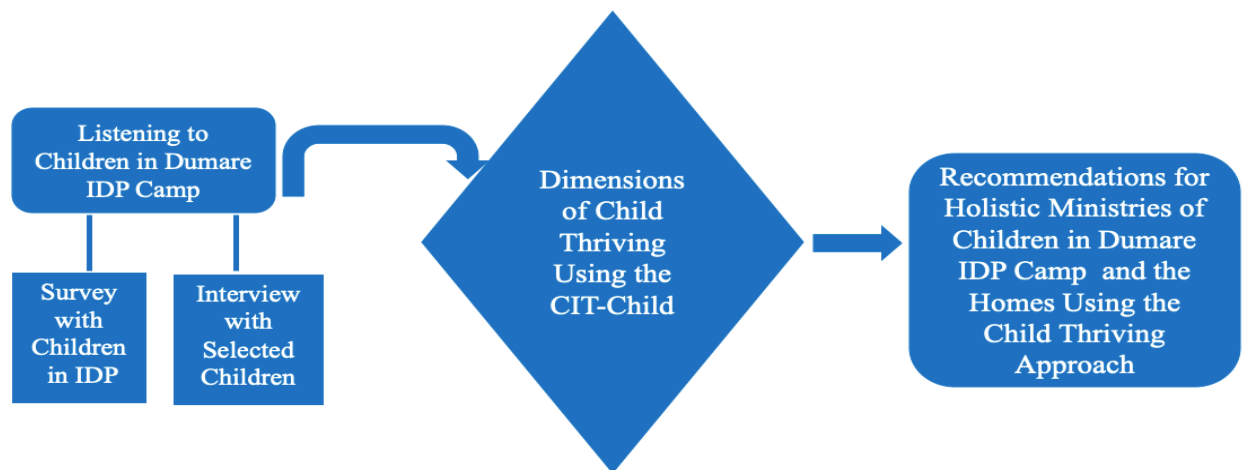 Listening to
Children in Dumare
IDP Camp
Survey
with
Children
in IDP
Interview
with
Selected
Children
Dimensions
of Child
Thriving
Using the
CIT-Child
Recommendations for
Holistic Ministries of
Children in Dumare
IDP Camp and the
Homes Using the
Child Thriving
Approach